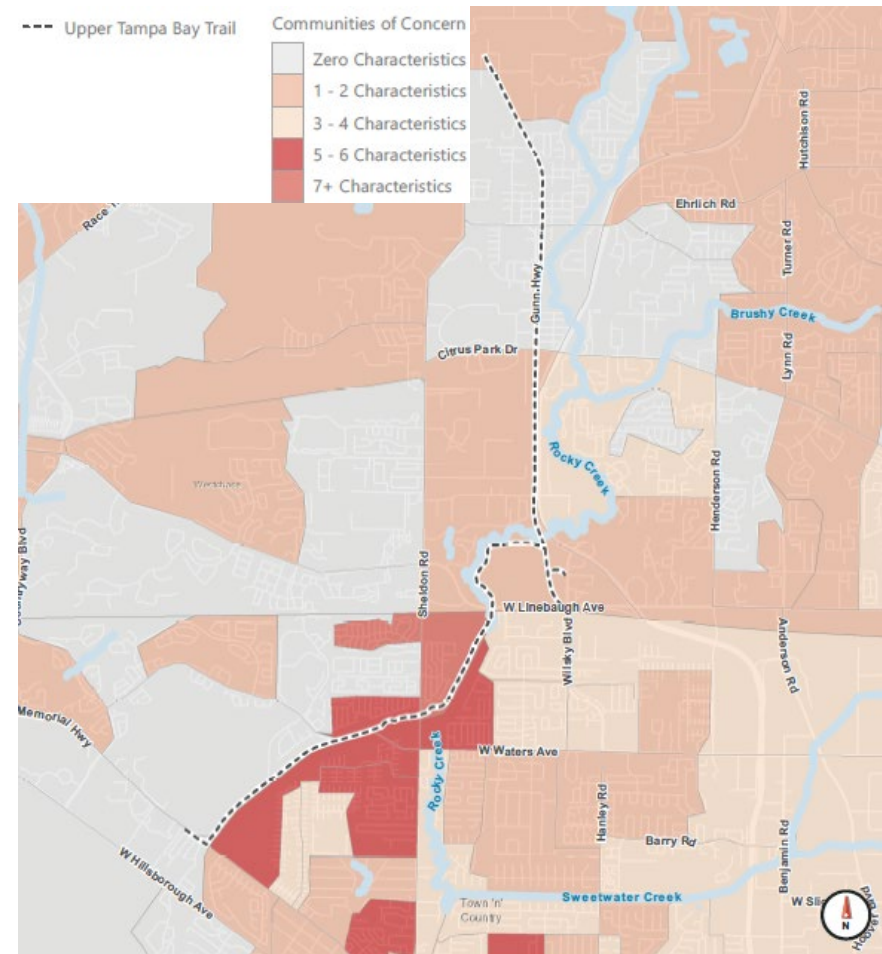 Upper Tampa Bay Trail
Communities of Concern
Zero Characteristics
1 - 2 Characteristics
3 - 4 Characteristics
5 - 6 Characteristics
7+ Characteristics
Hutchison Rd
Ehrlich Rd
Race
Turner Rd
Gunn Hwy
Brushy Creek
Citrus Park Dr
Lynn Rd
Rocky Creek
Westchase
Henderson Rd
Sheldon Rd
W Linebaugh Ave
Wilsky Blvd
Anderson Rd
Memorial Hwy
W Waters Ave
Rocky Creek
Hanley Rd
Barry Rd
Benjamin Rd
W Hillsborough Ave
Sweetwater Creek
Town 'n'
Country
N